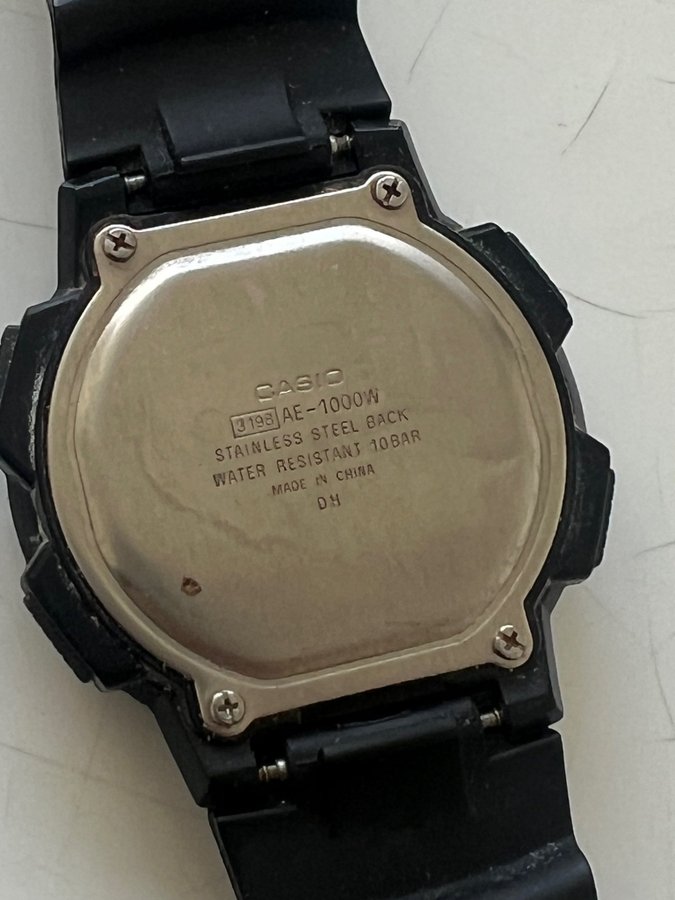 CASIO
3198 AE-1000W
STAINLESS STEEL BACK
WATER RESISTANT 10BAR
MADE IN CHINA
DH